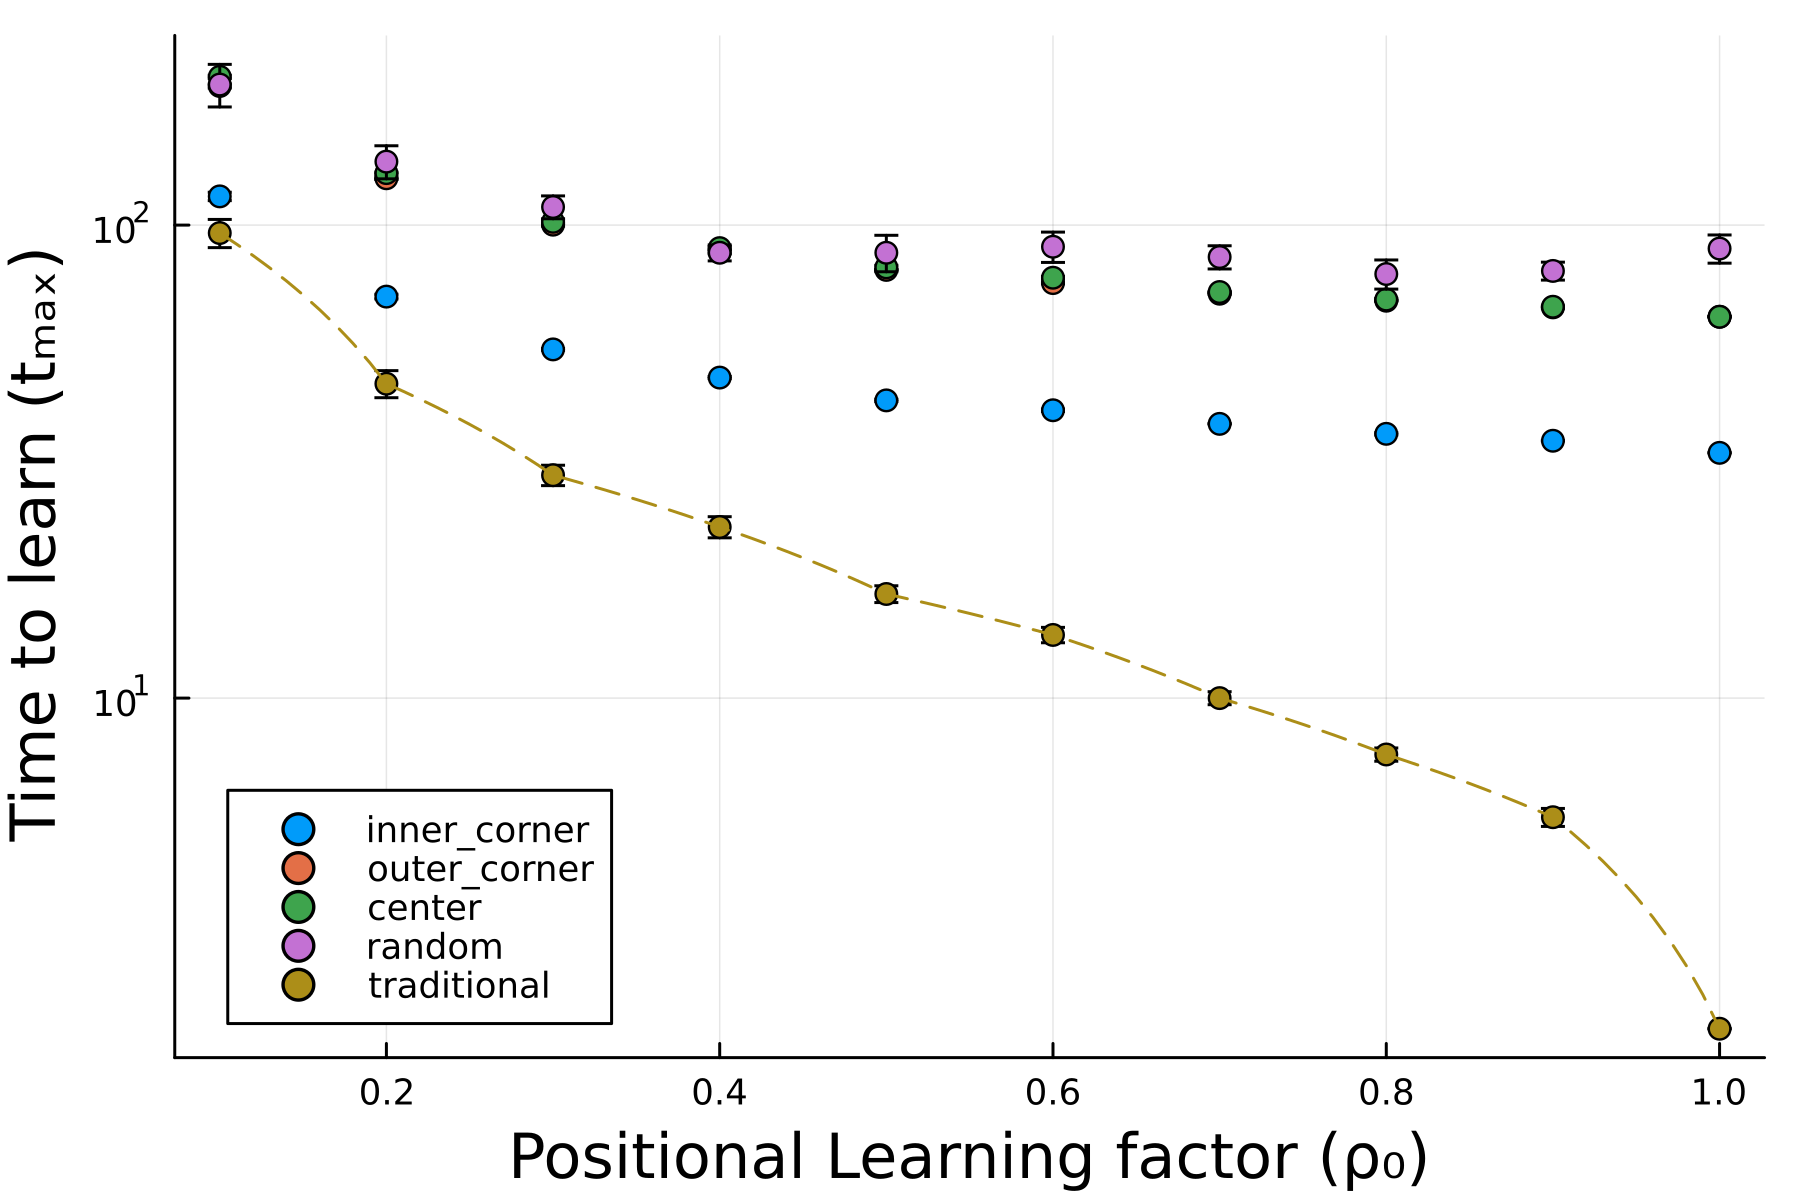 Time to learn (tₘₐₓ)
10²
10¹
inner_corner
outer_corner
center
random
traditional
0.2 0.4 0.6 0.8 1.0
Positional Learning factor (ρ₀)